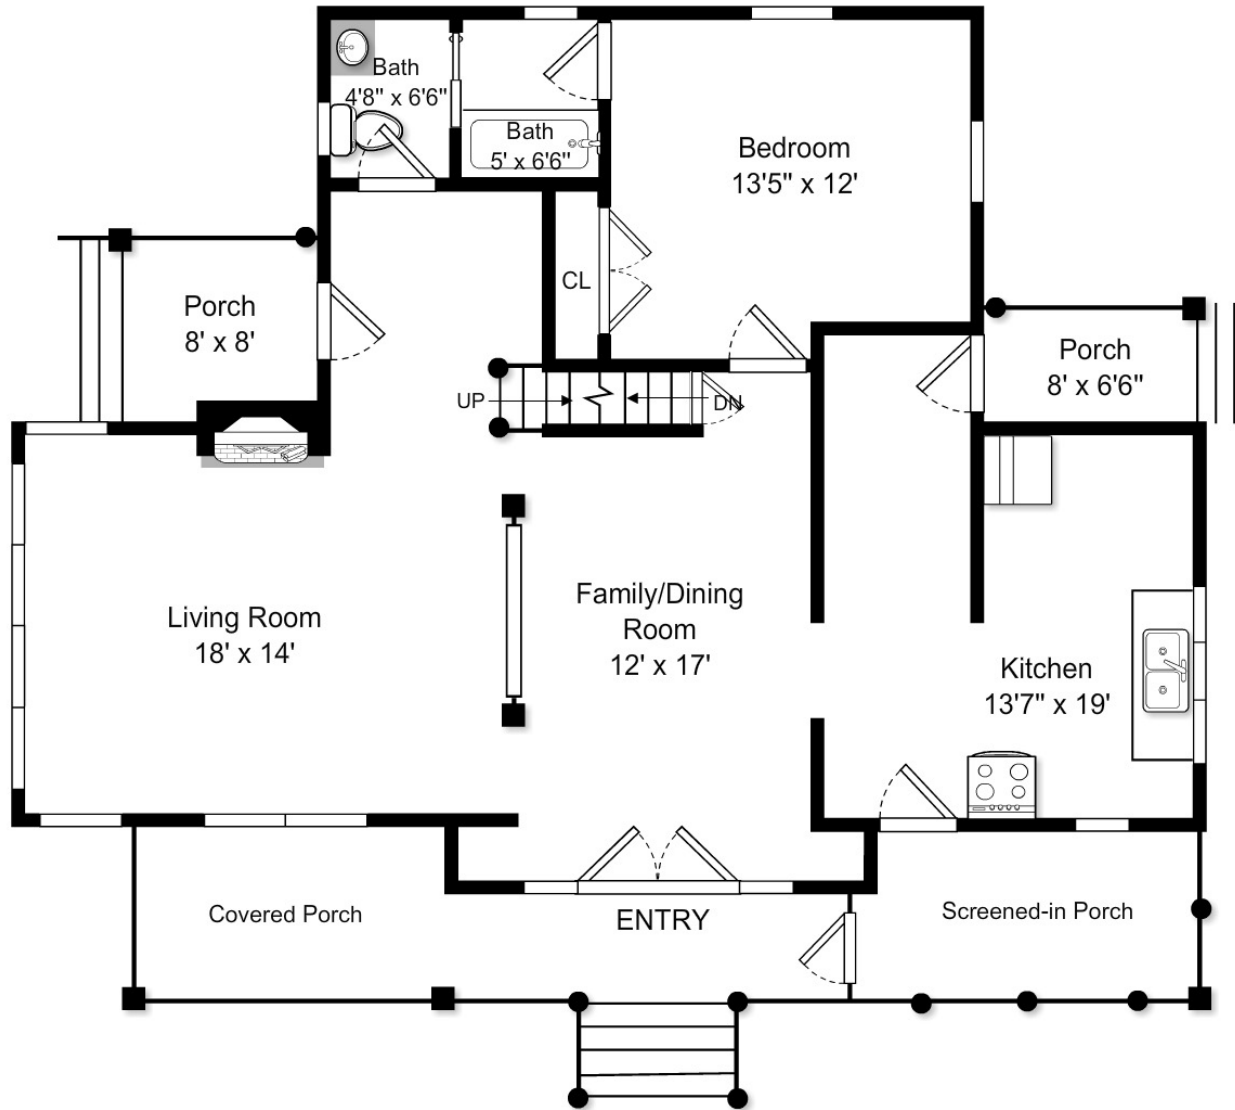 Bath
4'8" x 6'6"
Bath
5' x 6'6"
Bedroom
13'5" x 12'
CL
Porch
8' x 8'
Porch
8' x 6'6"
UP
DN
Living Room
18' x 14'
Family/Dining
Room
12' x 17'
Kitchen
13'7" x 19'
Covered Porch
ENTRY
Screened-in Porch